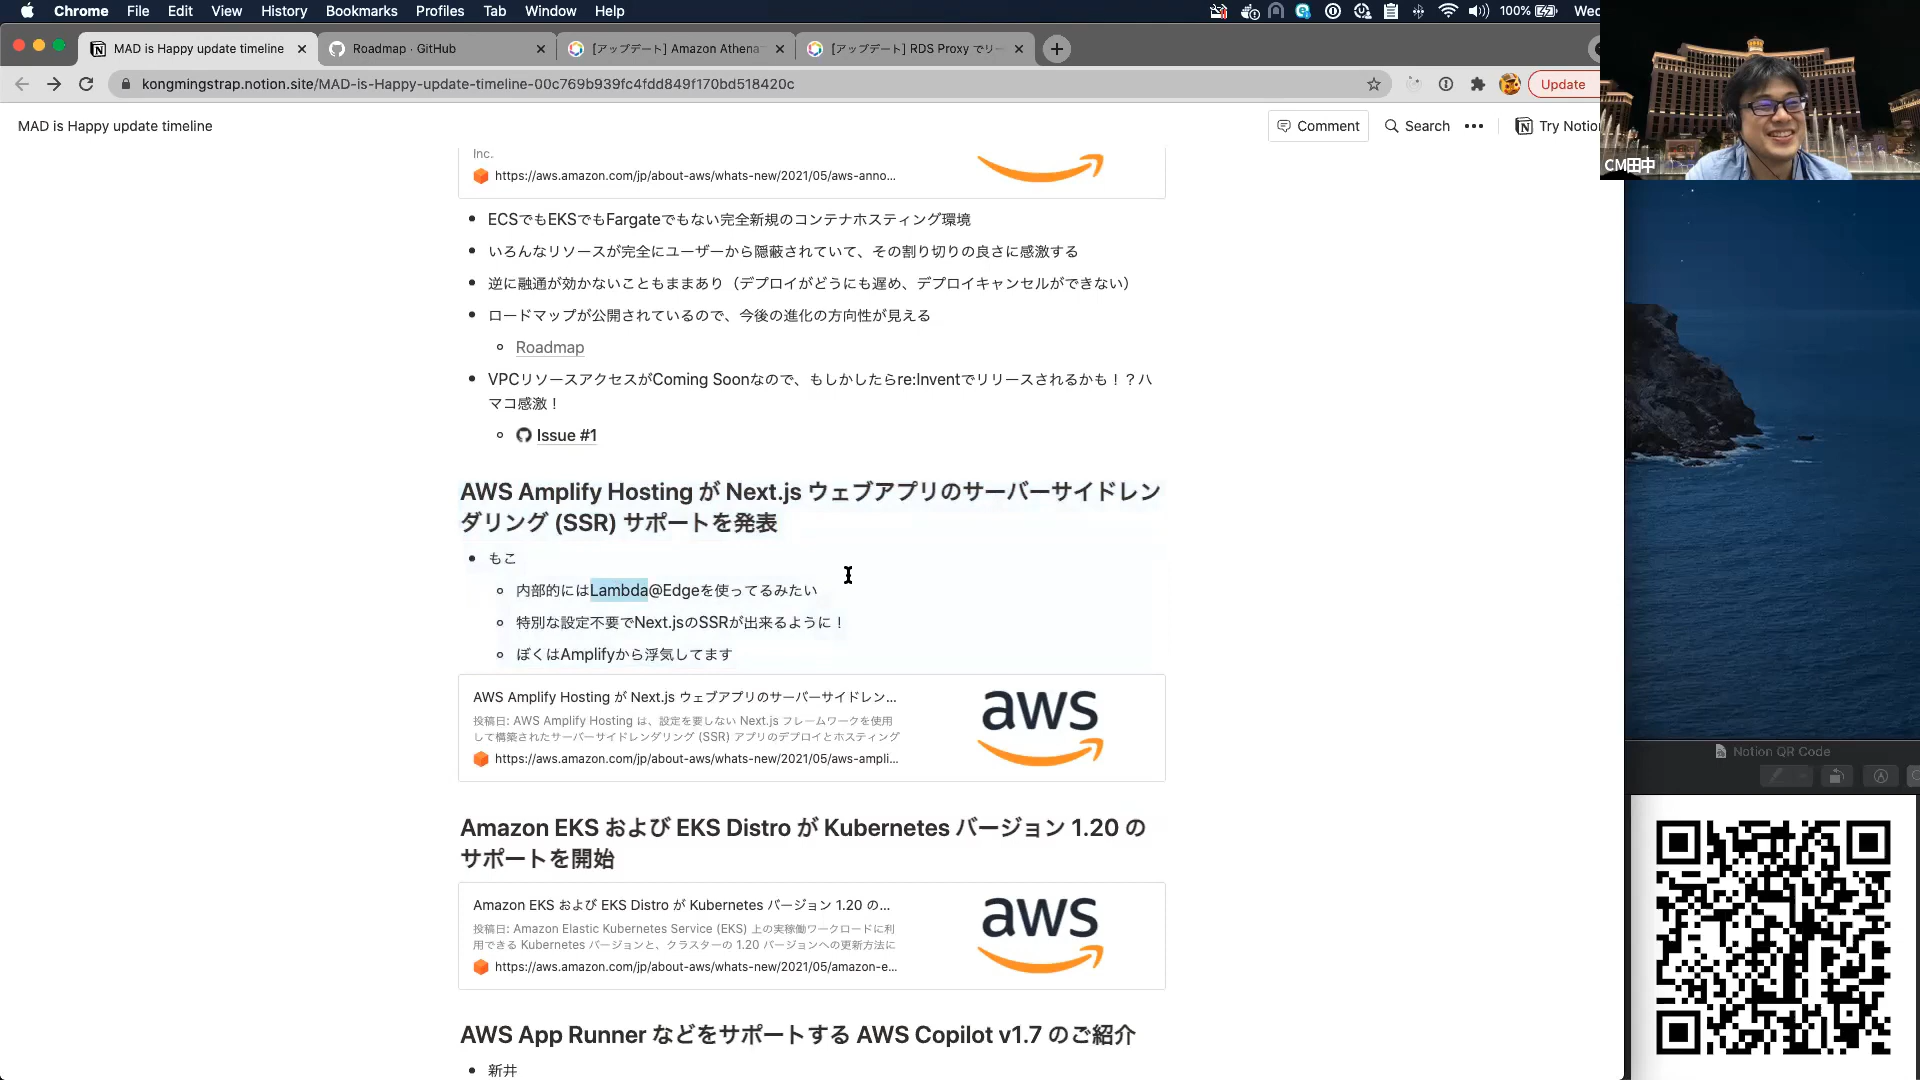 Chrome File Edit View History Bookmarks Profiles Tab Window Help 100% Wed
MAD is Happy update timeline
Roadmap · GitHub
[アップデート] Amazon Athena
[アップデート] RDS Proxy でリー
kongmingstrap.notion.site/MAD-is-Happy-update-timeline-00c769b939fc4fdd849f170bd518420c
Update
MAD is Happy update timeline
Comment Search ••• Try Notion
CM田中
Inc.
https://aws.amazon.com/jp/about-aws/whats-new/2021/05/aws-anno...
• ECSでもEKSでもFargateでもない完全新規のコンテナホスティング環境
• いろんなリソースが完全にユーザーから隠蔽されていて、その割り切りの良さに感激する
• 逆に融通が効かないこともままあり（デプロイがどうにも遅め、デプロイキャンセルができない）
• ロードマップが公開されているので、今後の進化の方向性が見える
Roadmap
• VPCリソースアクセスがComing Soonなので、もしかしたらre:Inventでリリースされるかも！？ハ
マコ感激！
Issue #1
AWS Amplify Hosting が Next.js ウェブアプリのサーバーサイドレン
ダリング (SSR) サポートを発表
• もこ
内部的にはLambda@Edgeを使ってるみたい
特別な設定不要でNext.jsのSSRが出来るように！
ぼくはAmplifyから浮気してます
AWS Amplify Hosting が Next.js ウェブアプリのサーバーサイドレン...
投稿日: AWS Amplify Hosting は、設定を要しない Next.js フレームワークを使用
して構築されたサーバーサイドレンダリング (SSR) アプリのデプロイとホスティング
https://aws.amazon.com/jp/about-aws/whats-new/2021/05/aws-ampli...
aws
Amazon EKS および EKS Distro が Kubernetes バージョン 1.20 の
サポートを開始
Amazon EKS および EKS Distro が Kubernetes バージョン 1.20 の...
投稿日: Amazon Elastic Kubernetes Service (EKS) 上の実稼働ワークロードに利
用できる Kubernetes バージョンと、クラスターの 1.20 バージョンへの更新方法に
https://aws.amazon.com/jp/about-aws/whats-new/2021/05/amazon-e...
aws
AWS App Runner などをサポートする AWS Copilot v1.7 のご紹介
• 新井
Notion QR Code